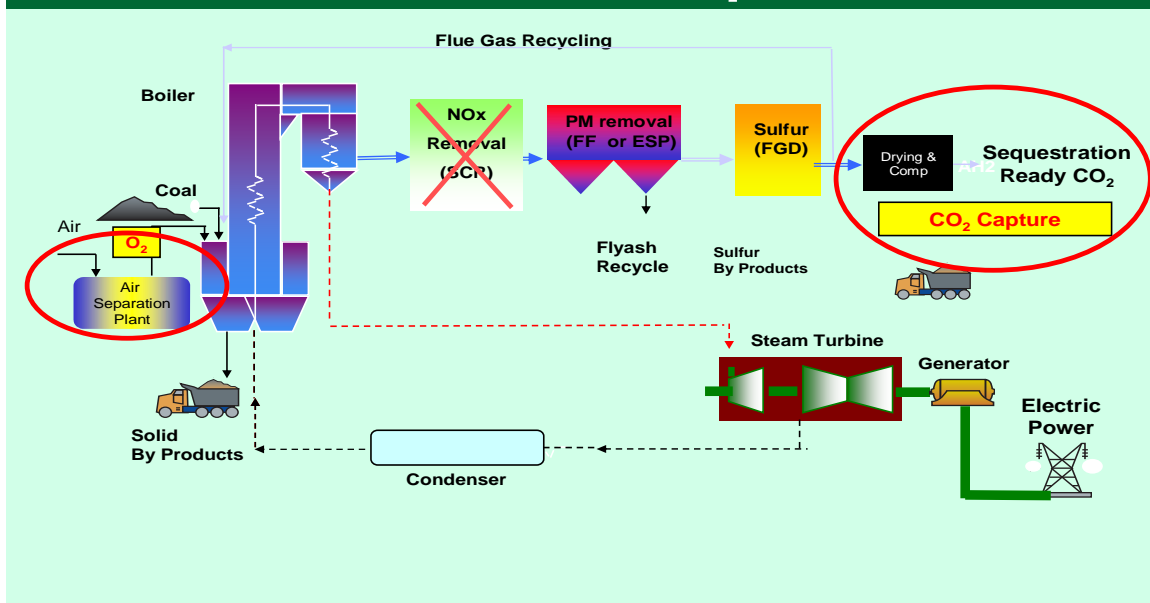 Flue Gas Recycling
Boiler
NOx
Removal
(SCR)
PM removal
(FF or ESP)
Sulfur
(FGD)
Drying &
Comp
Sequestration
Ready CO₂
CO₂ Capture
Coal
Air
O₂
Air
Separation
Plant
Flyash
Recycle
Sulfur
By Products
Steam Turbine
Generator
Electric
Power
Solid
By Products
Condenser